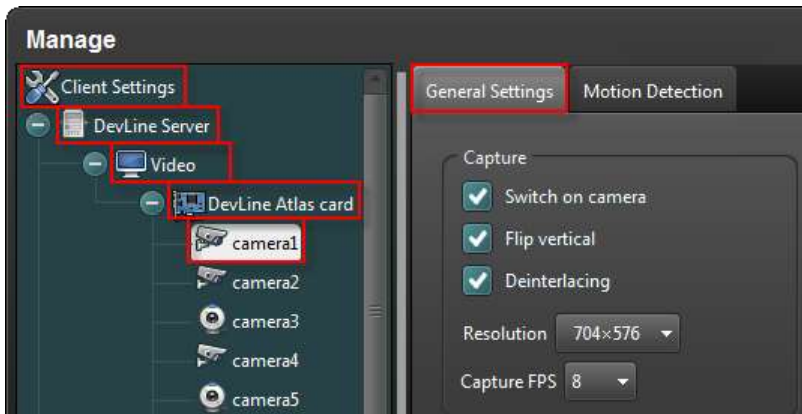 Manage
Client Settings
DevLine Server
Video
DevLine Atlas card
camera1
camera2
camera3
camera4
camera5
General Settings
Motion Detection
Capture
Switch on camera
Flip vertical
Deinterlacing
Resolution 704×576
Capture FPS 8